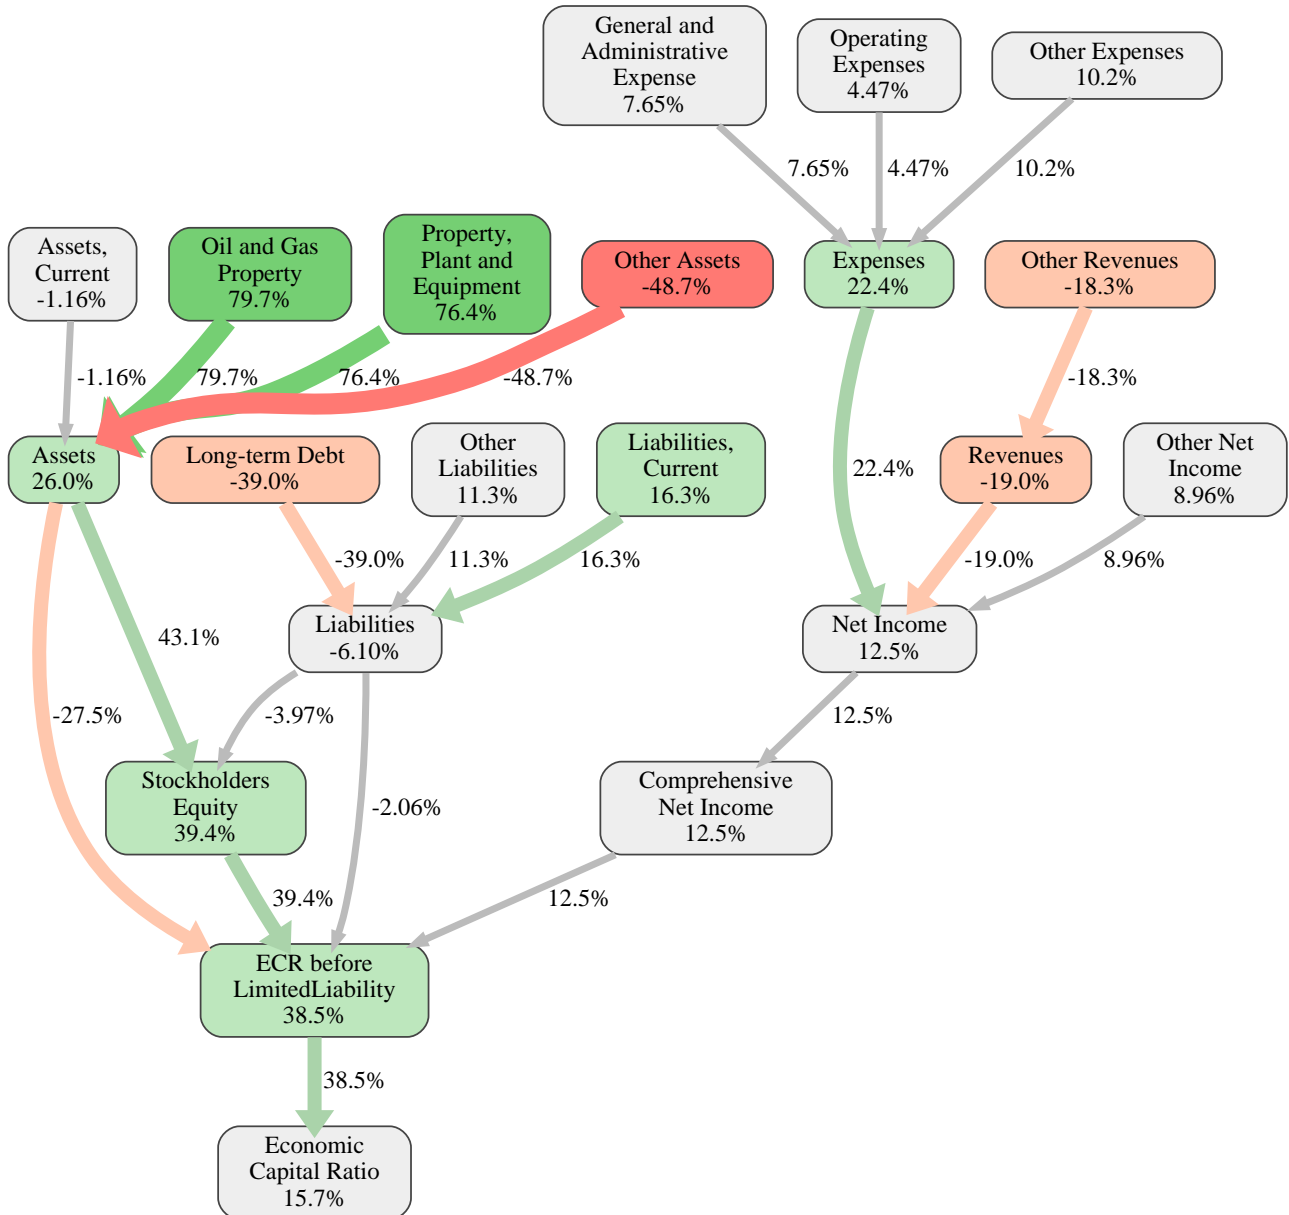 General and
Administrative
Expense
7.65%
Operating
Expenses
4.47%
Other Expenses
10.2%
7.65%
4.47%
10.2%
Assets,
Current
-1.16%
Oil and Gas
Property
79.7%
Property,
Plant and
Equipment
76.4%
Other Assets
-48.7%
Expenses
22.4%
Other Revenues
-18.3%
-1.16%
79.7%
76.4%
-48.7%
-18.3%
Assets
26.0%
Long-term Debt
-39.0%
Other
Liabilities
11.3%
Liabilities,
Current
16.3%
22.4%
Revenues
-19.0%
Other Net
Income
8.96%
-39.0%
11.3%
16.3%
-19.0%
8.96%
Liabilities
-6.10%
Net Income
12.5%
43.1%
-27.5%
-3.97%
12.5%
Stockholders
Equity
39.4%
-2.06%
Comprehensive
Net Income
12.5%
39.4%
12.5%
ECR before
LimitedLiability
38.5%
38.5%
Economic
Capital Ratio
15.7%